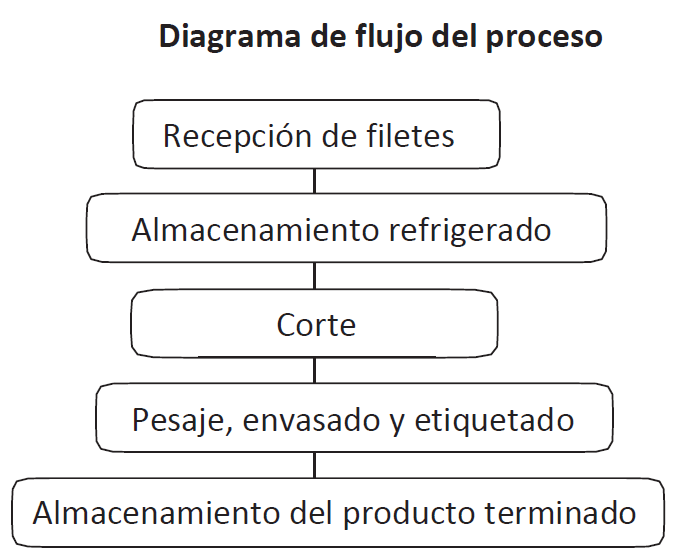 Diagrama de flujo del proceso
Recepción de filetes
Almacenamiento refrigerado
Corte
Pesaje, envasado y etiquetado
Almacenamiento del producto terminado